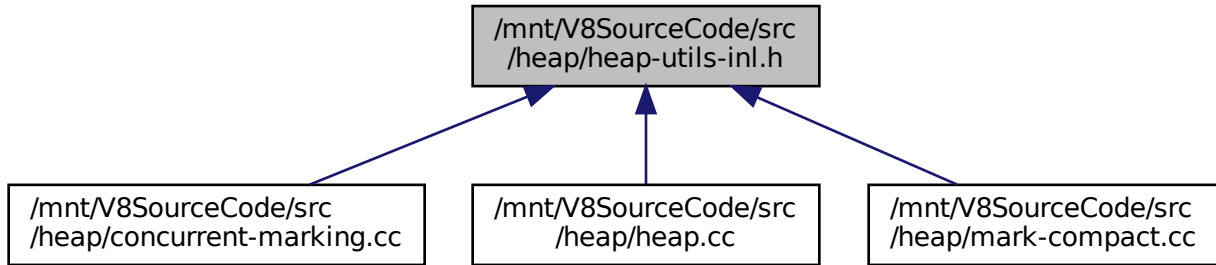 /mnt/V8SourceCode/src
/heap/heap-utils-inl.h
/mnt/V8SourceCode/src
/heap/concurrent-marking.cc
/mnt/V8SourceCode/src
/heap/heap.cc
/mnt/V8SourceCode/src
/heap/mark-compact.cc